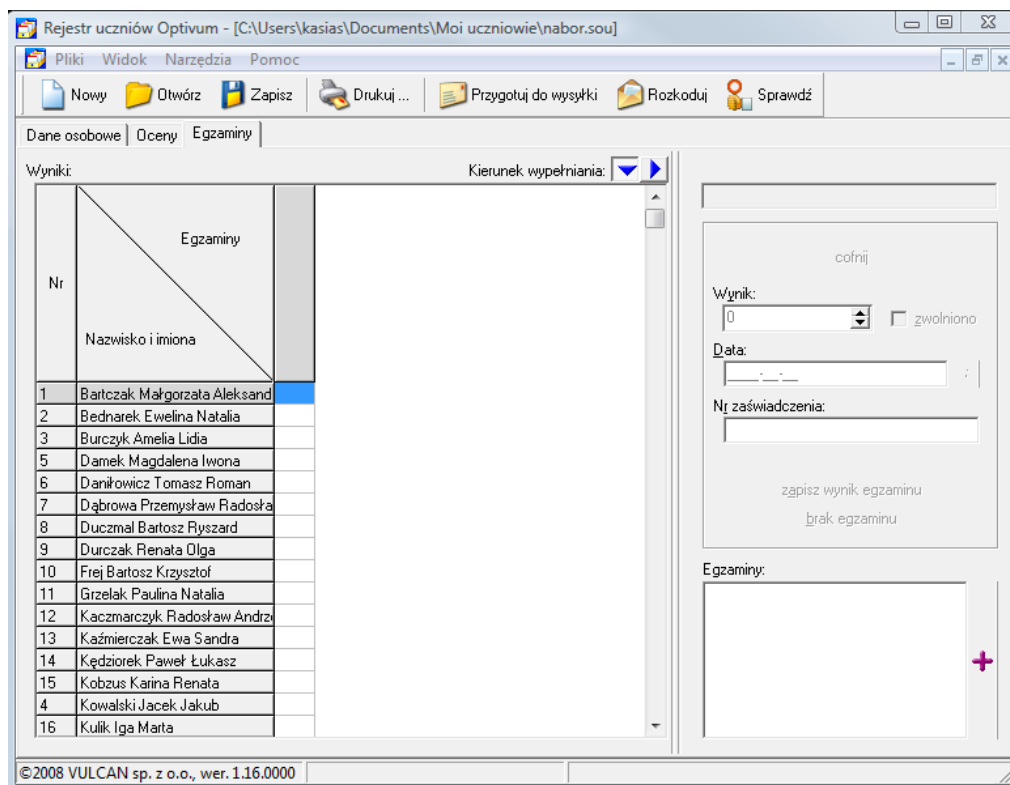 Rejestr uczniów Optivum - [C:\Users\kasias\Documents\Moi uczniowie\nabor.sou]
Pliki Widok Narzędzia Pomoc
Nowy Otwórz Zapisz Drukuj ... Przygotuj do wysyłki Rozkoduj Sprawdź
Dane osobowe Oceny Egzaminy
Wyniki: Kierunek wypełniania:
Egzaminy
Nr
Nazwisko i imiona
1 Bartczak Małgorzata Aleksand
2 Bednarek Ewelina Natalia
3 Burczyk Amelia Lidia
5 Damek Magdalena Iwona
6 Daniłowicz Tomasz Roman
7 Dąbrowa Przemysław Radosła
8 Duczmal Bartosz Ryszard
9 Durczak Renata Olga
10 Frej Bartosz Krzysztof
11 Grzelak Paulina Natalia
12 Kaczmarczyk Radosław Andrz
13 Kaźmierczak Ewa Sandra
14 Kędziorek Paweł Łukasz
15 Kobzus Karina Renata
4 Kowalski Jacek Jakub
16 Kulik Iga Marta
cofnij
Wynik:
0 zwolniono
Data:
____-__-__
Nr zaświadczenia:
zapisz wynik egzaminu
brak egzaminu
Egzaminy:
©2008 VULCAN sp. z o.o., wer. 1.16.0000